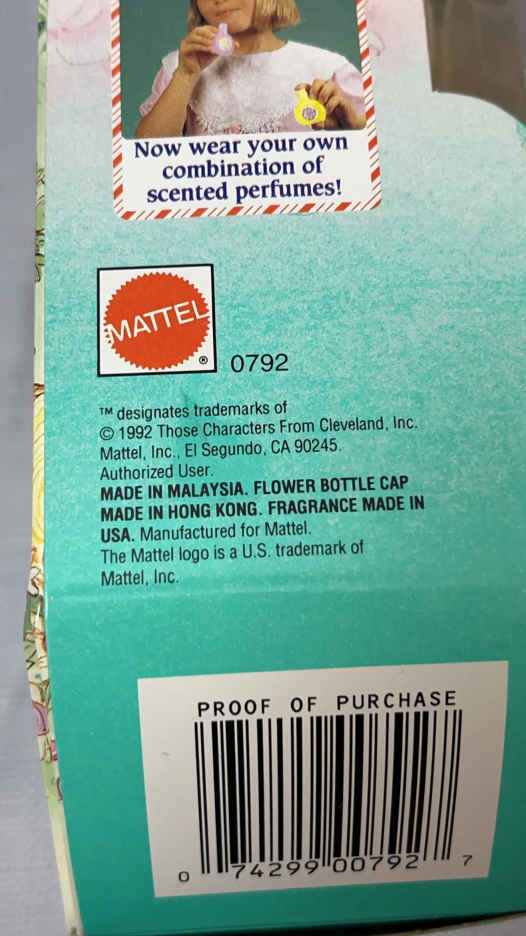 Now wear your own
combination of
scented perfumes!
MATTEL
® 0792
™ designates trademarks of
© 1992 Those Characters From Cleveland, Inc.
Mattel, Inc., El Segundo, CA 90245.
Authorized User.
MADE IN MALAYSIA. FLOWER BOTTLE CAP
MADE IN HONG KONG. FRAGRANCE MADE IN
USA. Manufactured for Mattel.
The Mattel logo is a U.S. trademark of
Mattel, Inc.
PROOF OF PURCHASE
0 74299 00792 7